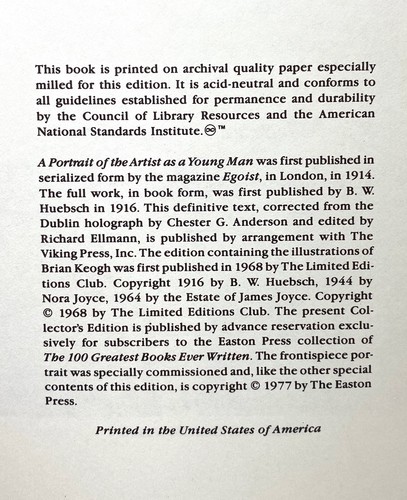 This book is printed on archival quality paper especially
milled for this edition. It is acid-neutral and conforms to
all guidelines established for permanence and durability
by the Council of Library Resources and the American
National Standards Institute.♾™
A Portrait of the Artist as a Young Man was first published in
serialized form by the magazine Egoist, in London, in 1914.
The full work, in book form, was first published by B. W.
Huebsch in 1916. This definitive text, corrected from the
Dublin holograph by Chester G. Anderson and edited by
Richard Ellmann, is published by arrangement with The
Viking Press, Inc. The edition containing the illustrations of
Brian Keogh was first published in 1968 by The Limited Edi-
tions Club. Copyright 1916 by B. W. Huebsch, 1944 by
Nora Joyce, 1964 by the Estate of James Joyce. Copyright
© 1968 by The Limited Editions Club. The present Col-
lector's Edition is published by advance reservation exclu-
sively for subscribers to the Easton Press collection of
The 100 Greatest Books Ever Written. The frontispiece por-
trait was specially commissioned and, like the other special
contents of this edition, is copyright © 1977 by The Easton
Press.
Printed in the United States of America